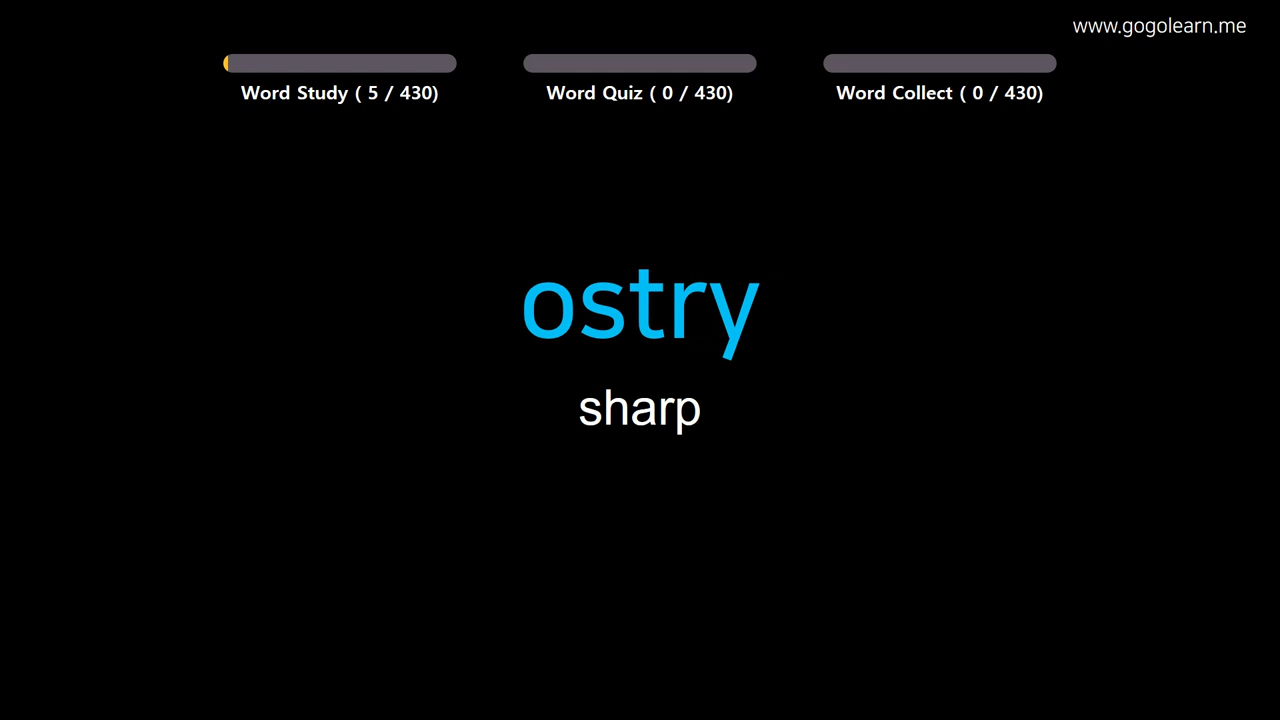 www.gogolearn.me
Word Study ( 5 / 430)
Word Quiz ( 0 / 430)
Word Collect ( 0 / 430)
ostry
sharp